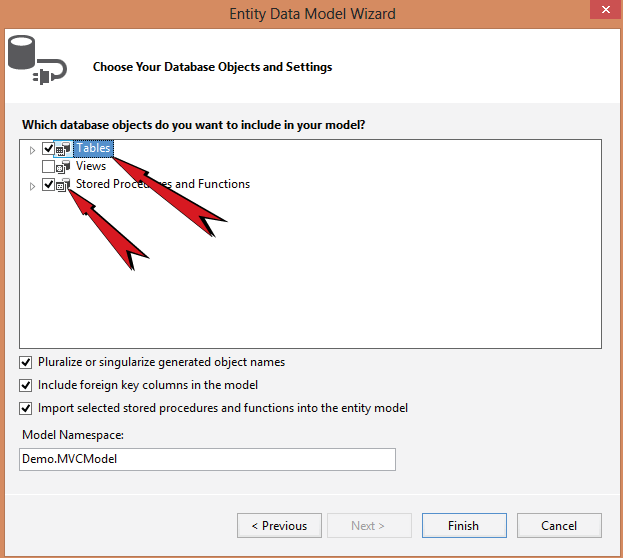 Entity Data Model Wizard
Choose Your Database Objects and Settings
Which database objects do you want to include in your model?
Tables
Views
Stored Procedures and Functions
Pluralize or singularize generated object names
Include foreign key columns in the model
Import selected stored procedures and functions into the entity model
Model Namespace:
Demo.MVCModel
< Previous
Next >
Finish
Cancel